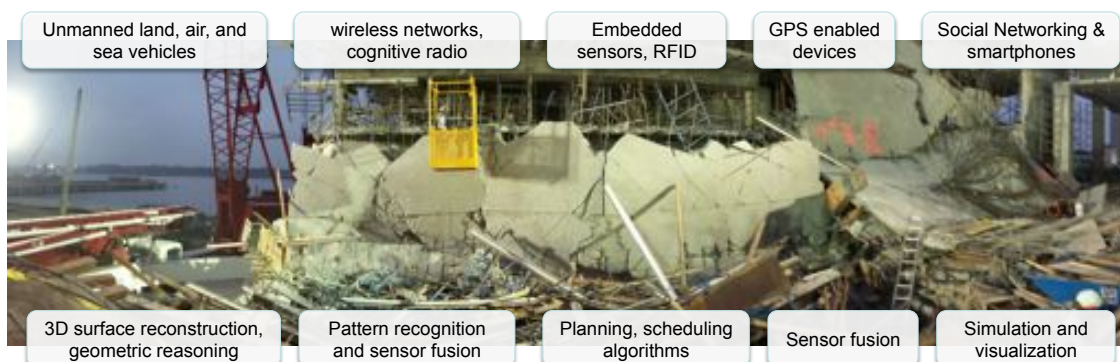 Unmanned land, air, and
sea vehicles
wireless networks,
cognitive radio
Embedded
sensors, RFID
GPS enabled
devices
Social Networking &
smartphones
3D surface reconstruction,
geometric reasoning
Pattern recognition
and sensor fusion
Planning, scheduling
algorithms
Sensor fusion
Simulation and
visualization